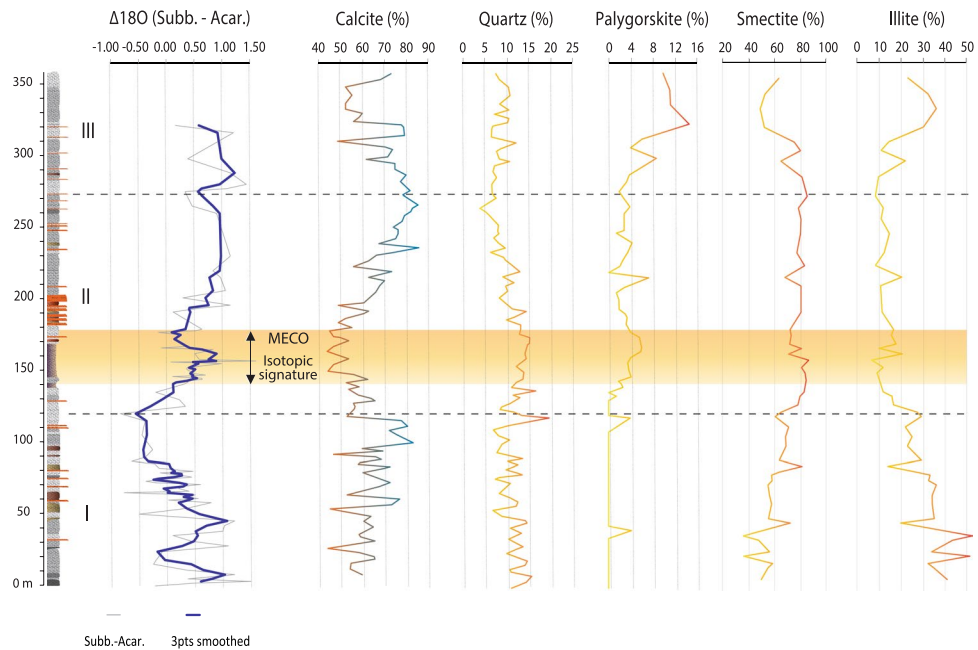 Δ18O (Subb. - Acar.) Calcite (%) Quartz (%) Palygorskite (%) Smectite (%) Illite (%)
-1.00 -0.50 0.00 0.50 1.00 1.50 40 50 60 70 80 90 0 5 10 15 20 25 0 4 8 12 16 20 40 60 80 100 0 10 20 30 40 50
350
III
300
250
200
II
MECO
Isotopic
signature
150
100
50
I
0 m
Subb.-Acar. 3pts smoothed